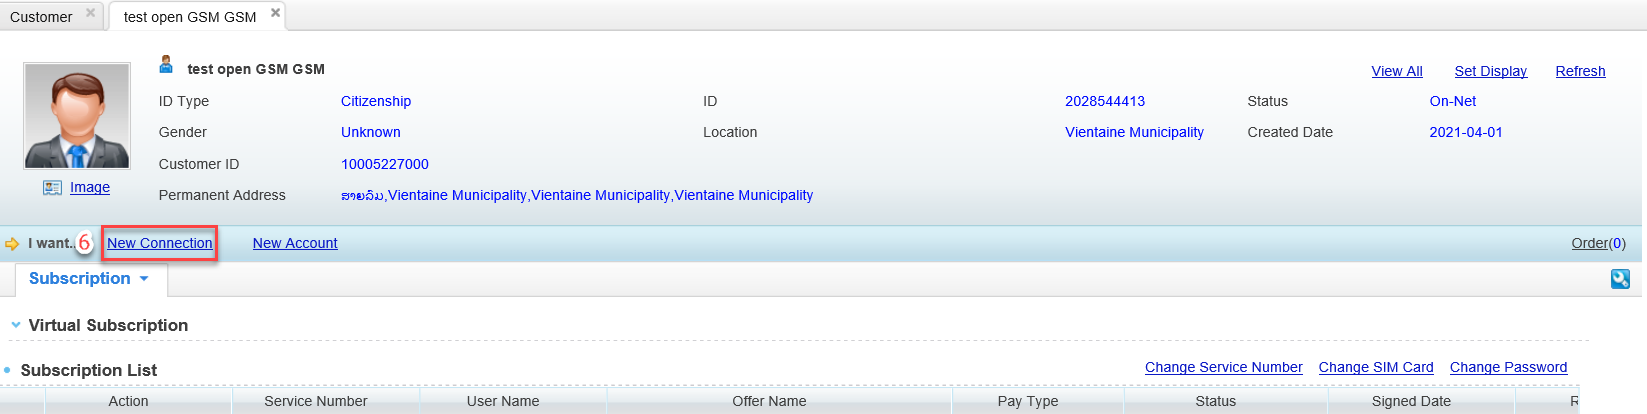 Customer test open GSM GSM
test open GSM GSM View All Set Display Refresh
ID Type Citizenship ID 2028544413 Status On-Net
Gender Unknown Location Vientaine Municipality Created Date 2021-04-01
Customer ID 10005227000
Image
Permanent Address ສາຍລົມ,Vientaine Municipality,Vientaine Municipality,Vientaine Municipality
I want.. 6 New Connection New Account Order(0)
Subscription
Virtual Subscription
Subscription List Change Service Number Change SIM Card Change Password
Action Service Number User Name Offer Name Pay Type Status Signed Date